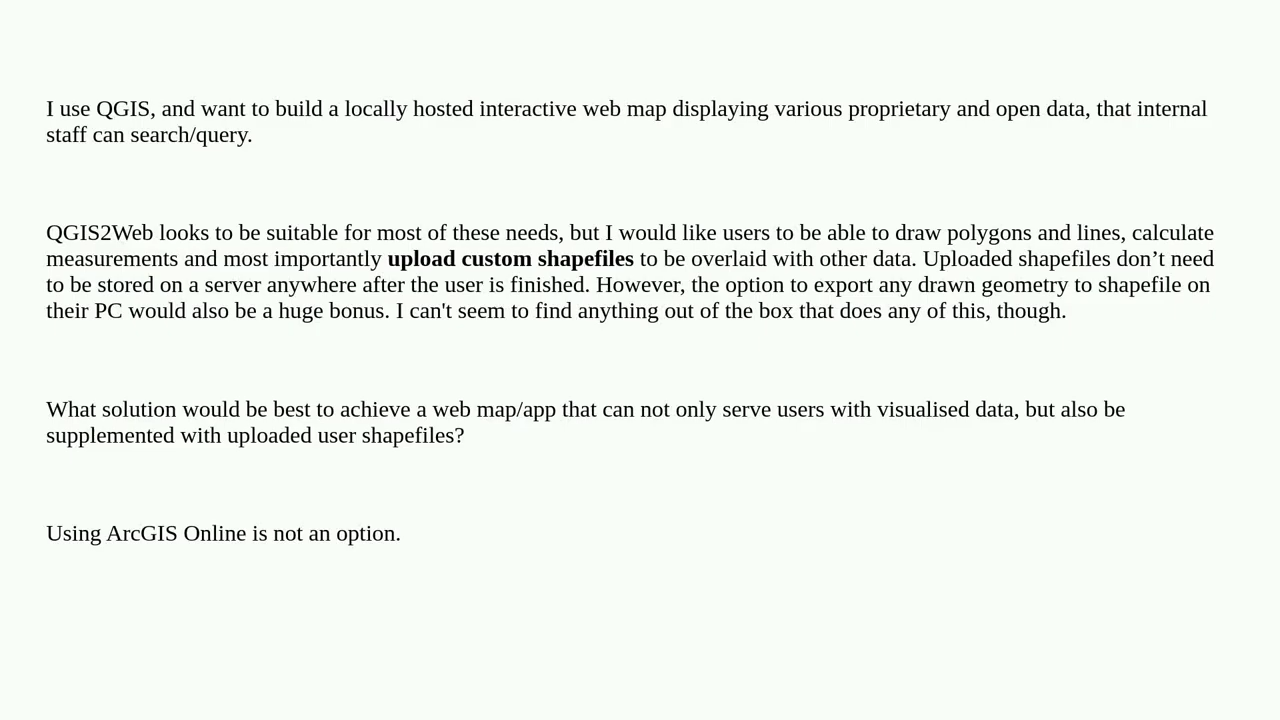 I use QGIS, and want to build a locally hosted interactive web map displaying various proprietary and open data, that internal
staff can search/query.
QGIS2Web looks to be suitable for most of these needs, but I would like users to be able to draw polygons and lines, calculate
measurements and most importantly upload custom shapefiles to be overlaid with other data. Uploaded shapefiles don’t need
to be stored on a server anywhere after the user is finished. However, the option to export any drawn geometry to shapefile on
their PC would also be a huge bonus. I can't seem to find anything out of the box that does any of this, though.
What solution would be best to achieve a web map/app that can not only serve users with visualised data, but also be
supplemented with uploaded user shapefiles?
Using ArcGIS Online is not an option.